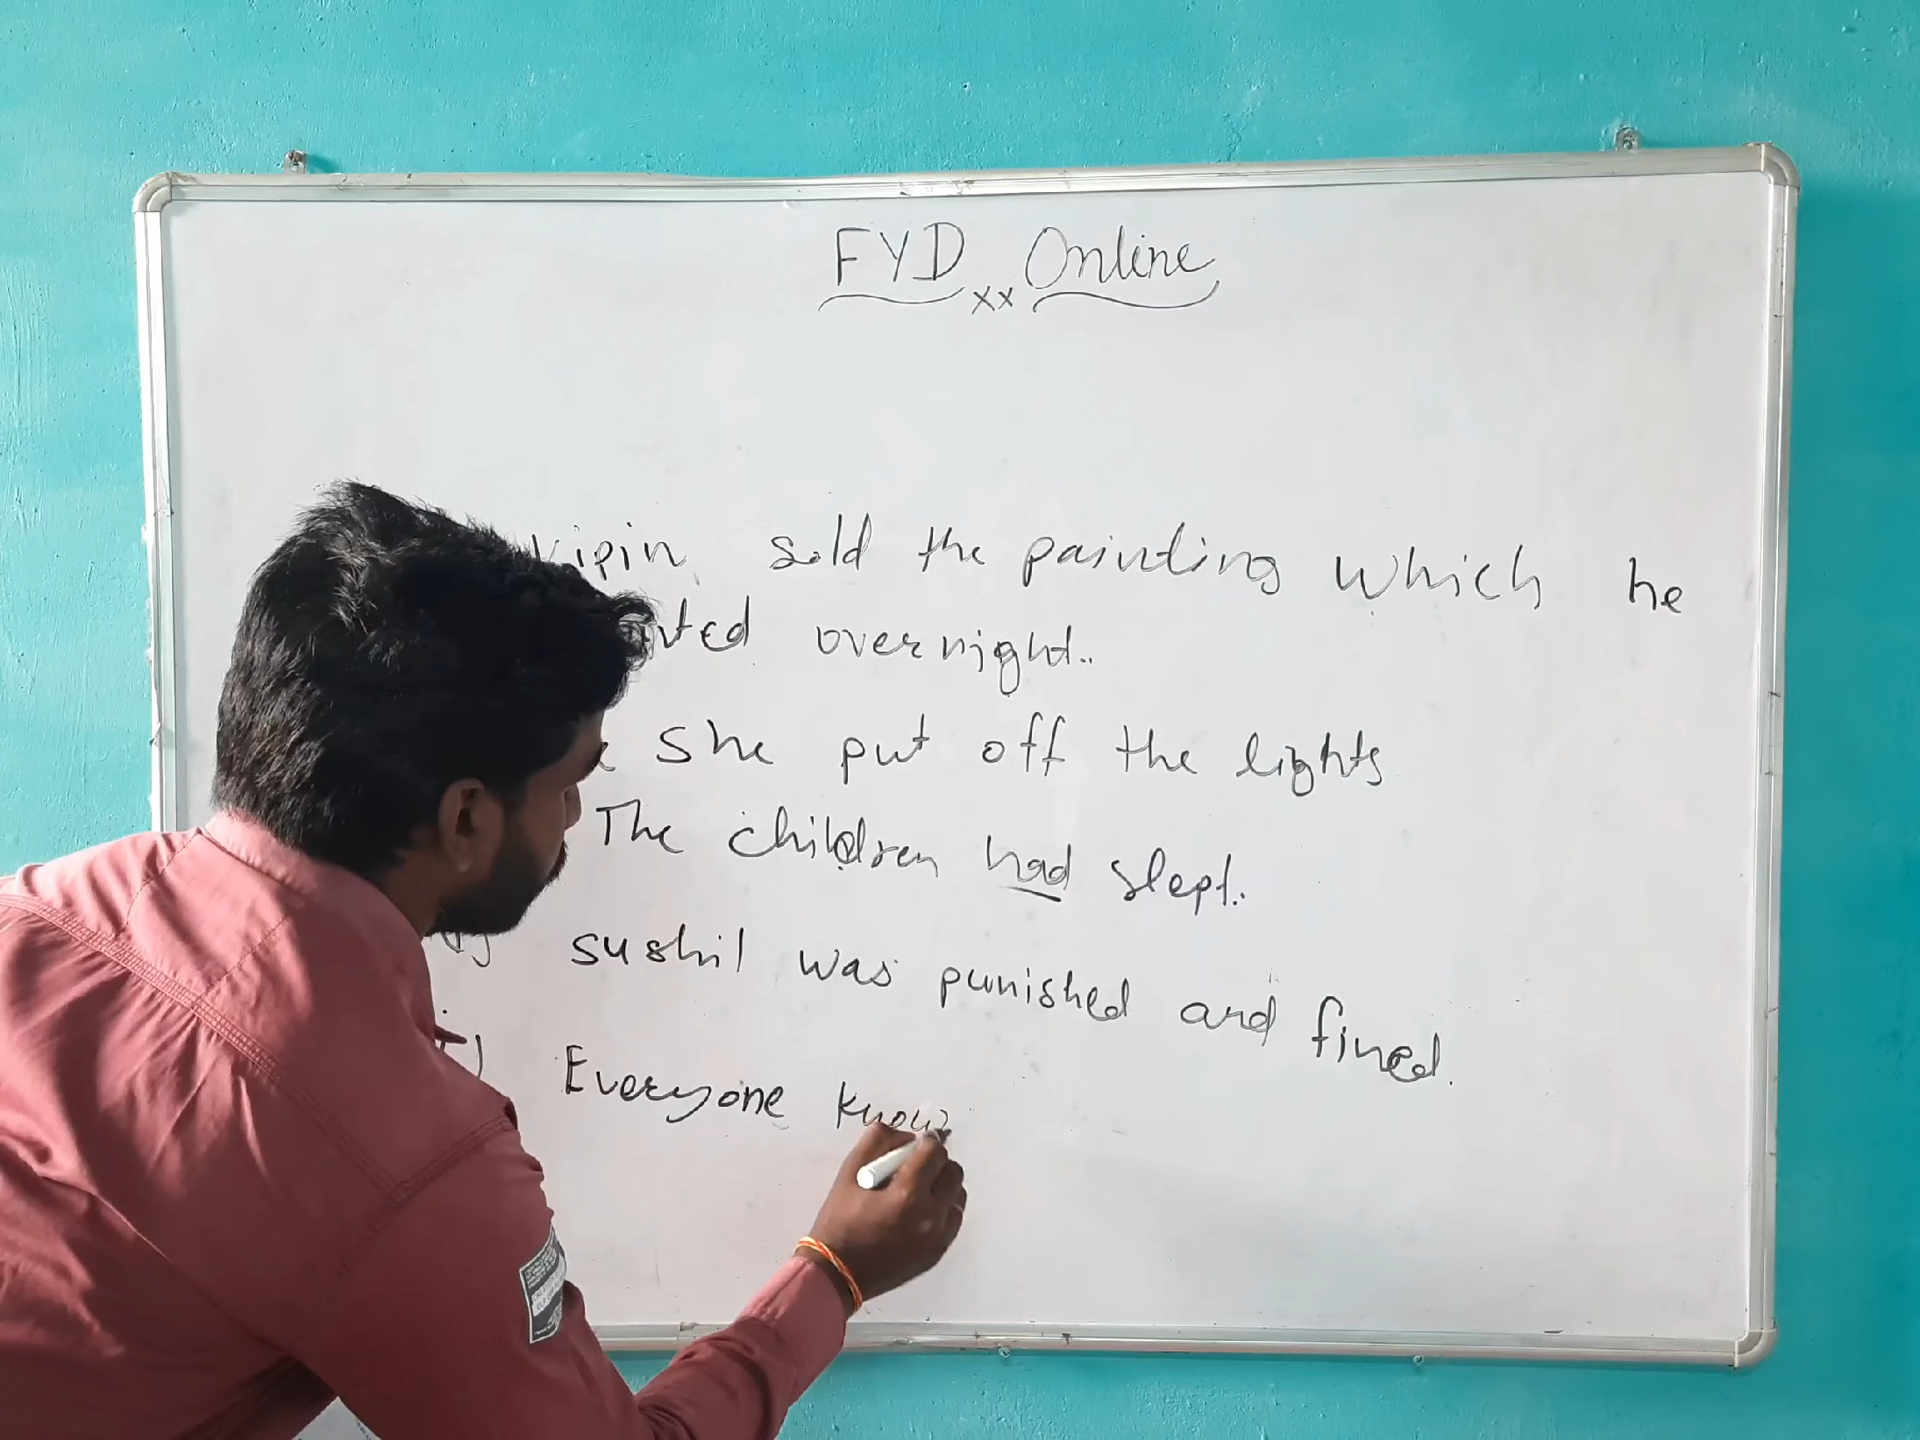 FYD xx Online
vipin sold the painting which he
overnight..
she put off the lights
The children had slept..
sushil was punished and fined.
Everyone know